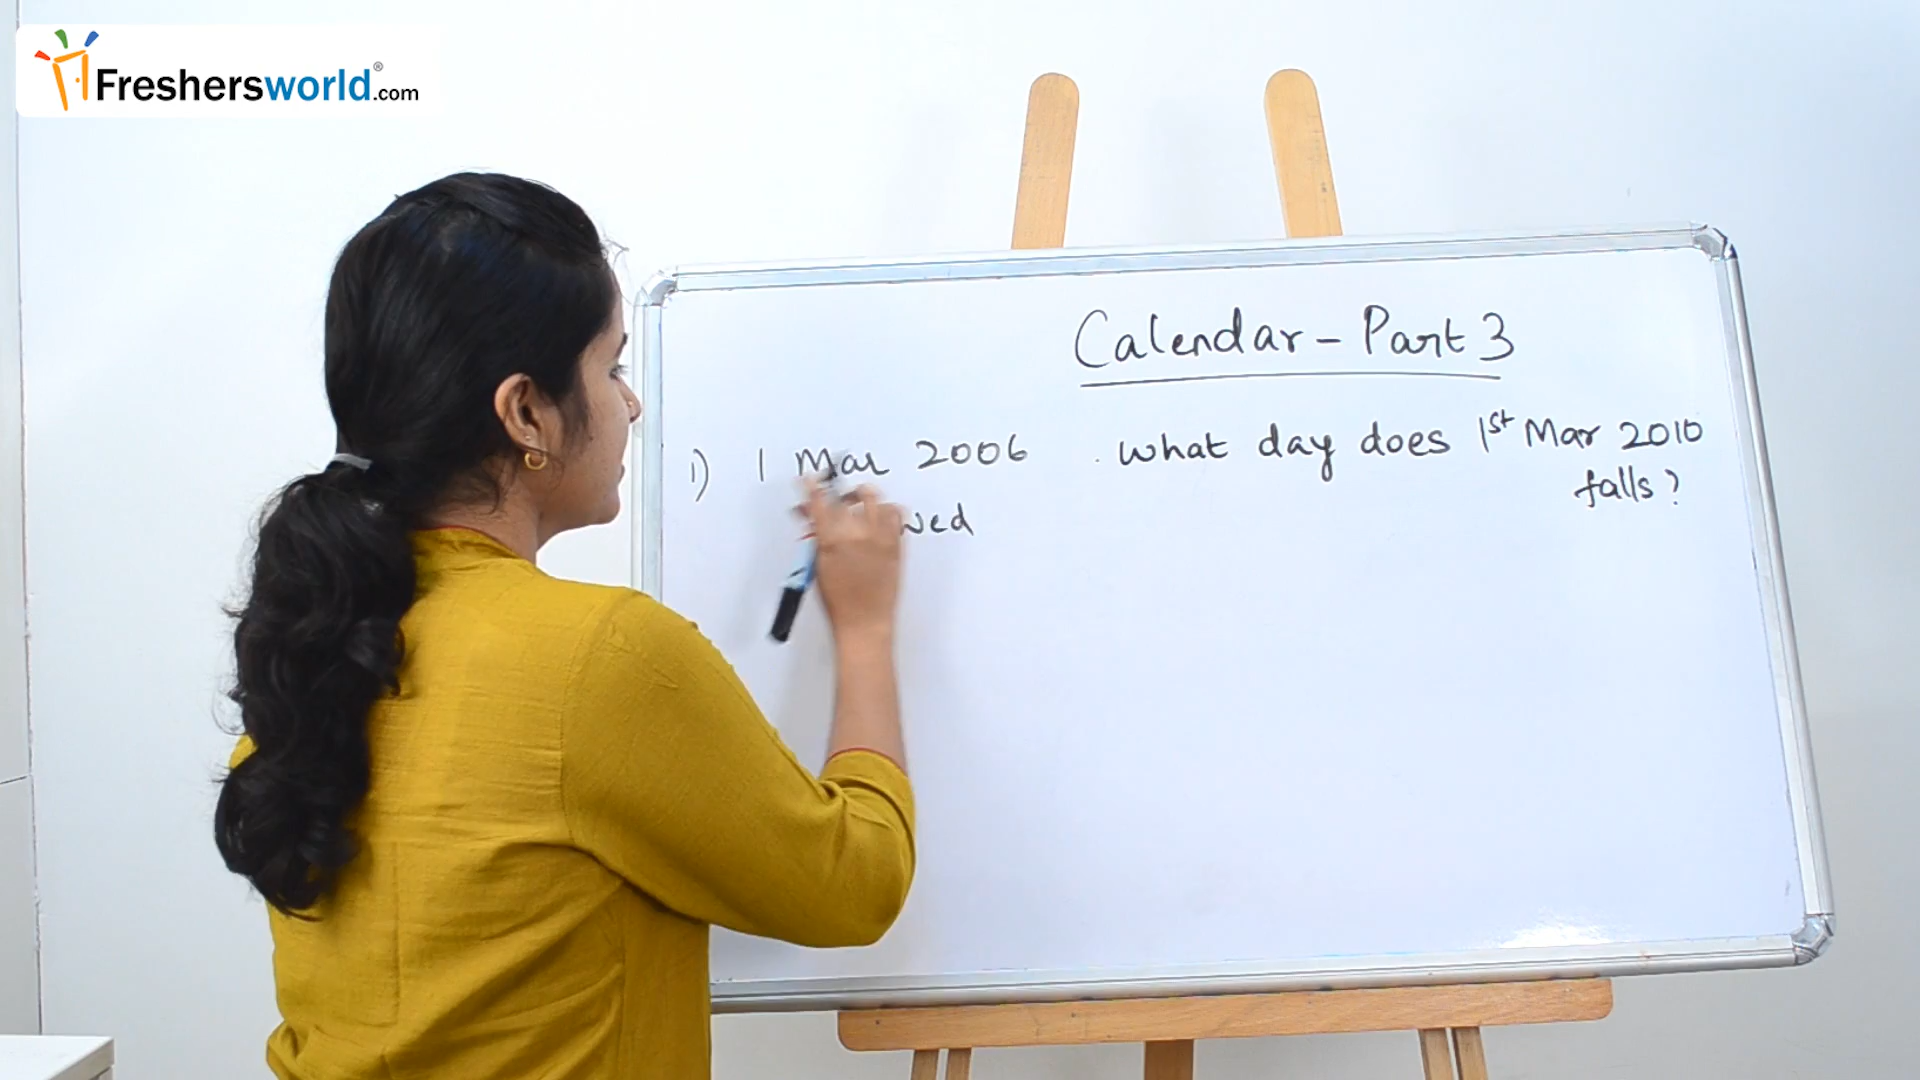 Freshersworld.com
Calendar - Part 3
1) 1 Mar 2006 . What day does 1st Mar 2010
falls?
wed